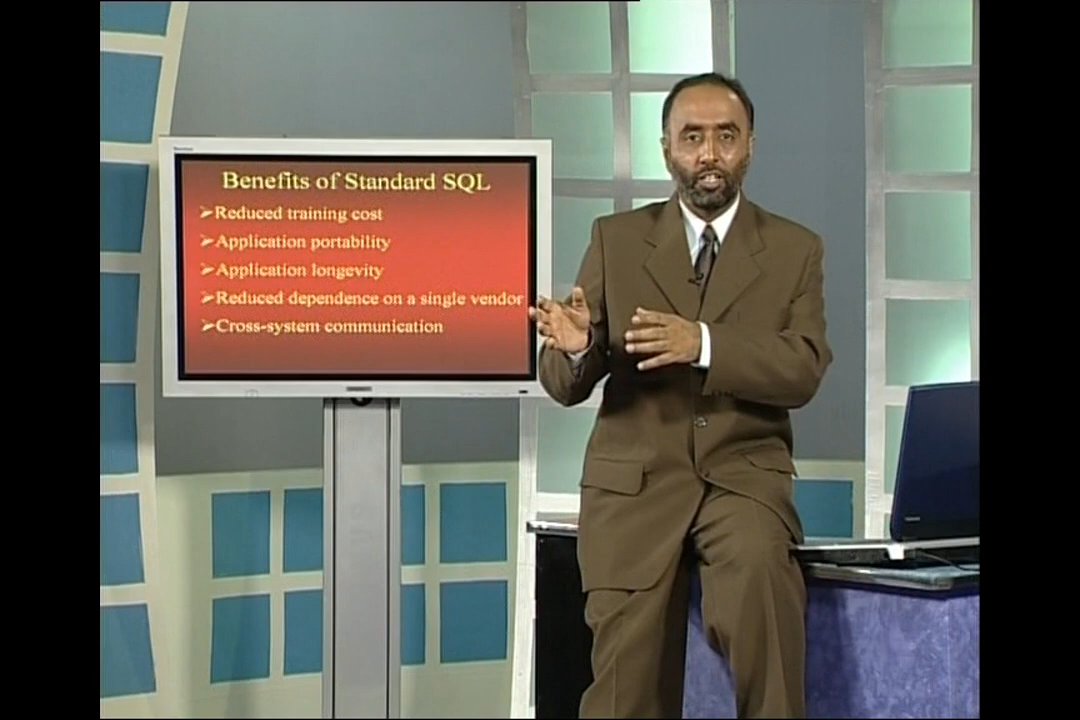 Benefits of Standard SQL
➢Reduced training cost
➢Application portability
➢Application longevity
➢Reduced dependence on a single vendor
➢Cross-system communication